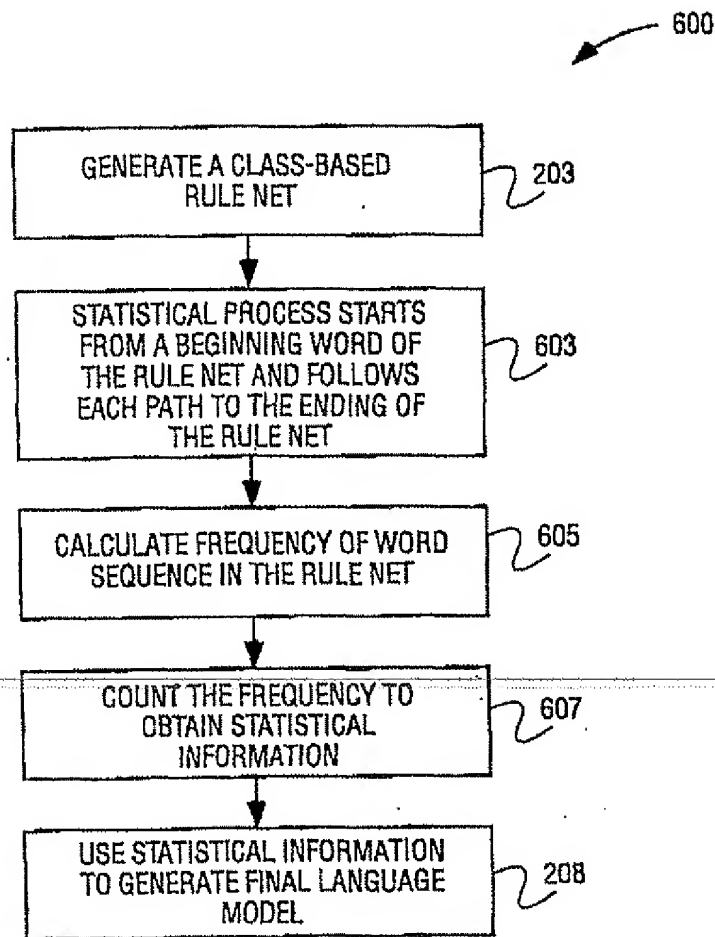 600
GENERATE A CLASS-BASED
RULE NET
203
STATISTICAL PROCESS STARTS
FROM A BEGINNING WORD OF
THE RULE NET AND FOLLOWS
EACH PATH TO THE ENDING OF
THE RULE NET
603
CALCULATE FREQUENCY OF WORD
SEQUENCE IN THE RULE NET
605
COUNT THE FREQUENCY TO
OBTAIN STATISTICAL
INFORMATION
607
USE STATISTICAL INFORMATION
TO GENERATE FINAL LANGUAGE
MODEL
208